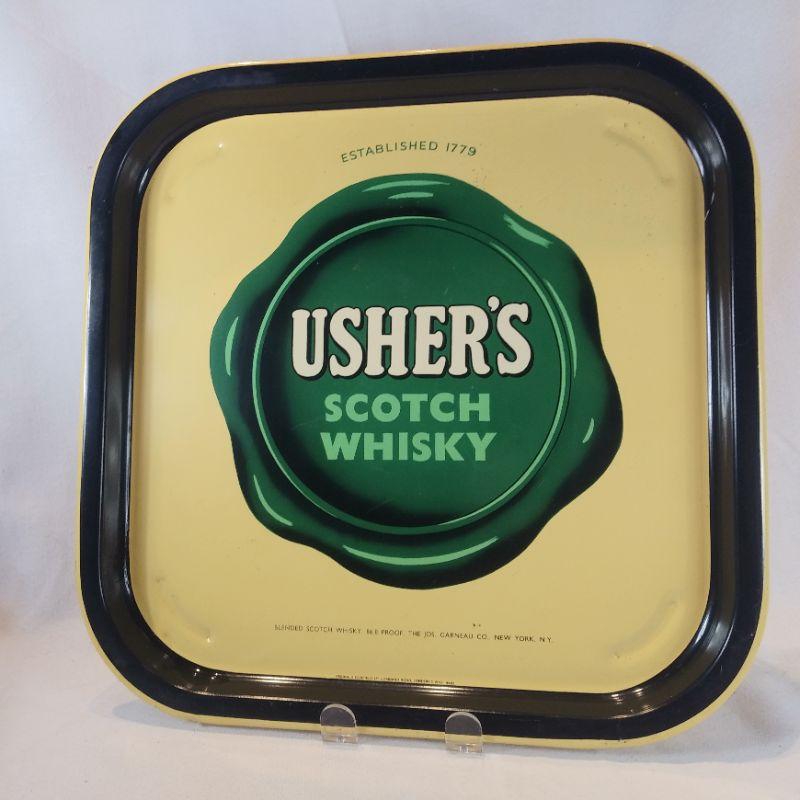 ESTABLISHED 1779
USHER'S
SCOTCH
WHISKY
BLENDED SCOTCH WHISKY. 86.8 PROOF. THE JOS. GARNEAU CO., NEW YORK, N.Y.